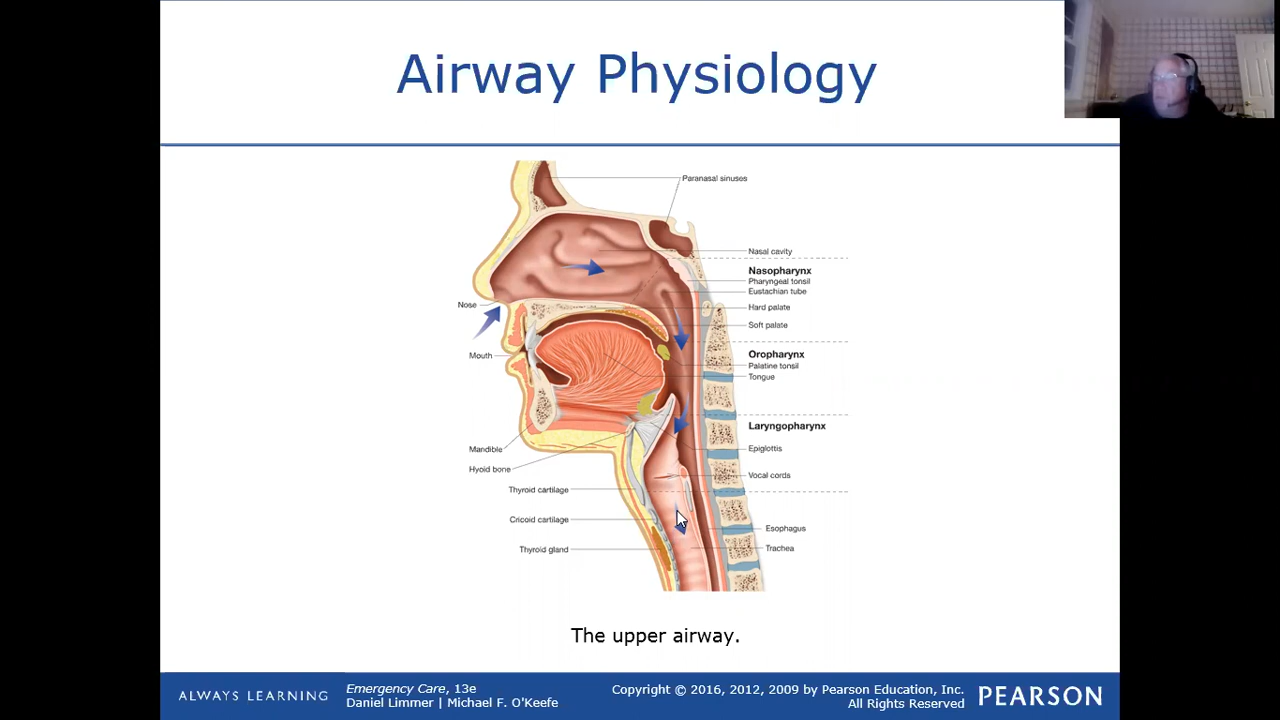 Airway Physiology
Paranasal sinuses
Nasal cavity
Nasopharynx
Pharyngeal tonsil
Eustachian tube
Nose
Hard palate
Soft palate
Mouth
Oropharynx
Palatine tonsil
Tongue
Laryngopharynx
Mandible
Epiglottis
Hyoid bone
Vocal cords
Thyroid cartilage
Cricoid cartilage
Esophagus
Thyroid gland
Trachea
The upper airway.
ALWAYS LEARNING
Emergency Care, 13e
Daniel Limmer | Michael F. O'Keefe
Copyright © 2016, 2012, 2009 by Pearson Education, Inc.
All Rights Reserved
PEARSON